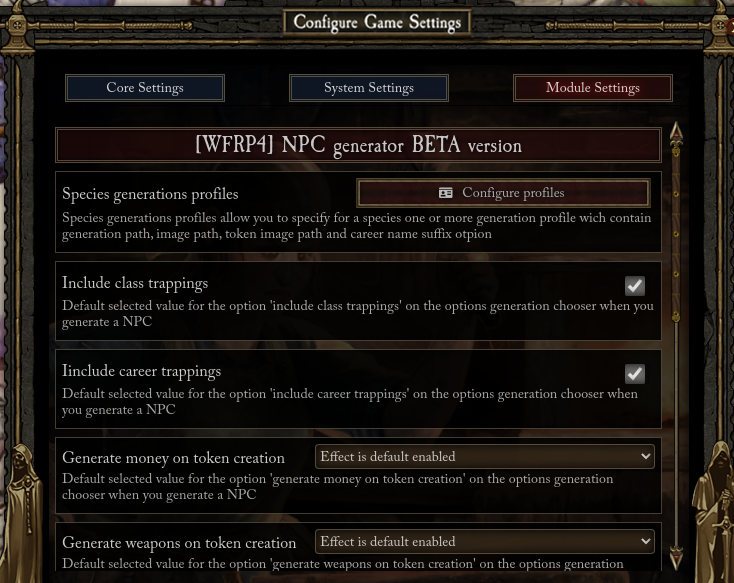 Configure Game Settings
Core Settings
System Settings
Module Settings
[WFRP4] NPC generator BETA version
Species generations profiles
Configure profiles
Species generations profiles allow you to specify for a species one or more generation profile wich contain
generation path, image path, token image path and career name suffix otpion
Include class trappings
Default selected value for the option 'include class trappings' on the options generation chooser when you
generate a NPC
Iinclude career trappings
Default selected value for the option 'include career trappings' on the options generation chooser when
you generate a NPC
Generate money on token creation
Effect is default enabled
Default selected value for the option 'generate money on token creation' on the options generation
chooser when you generate a NPC
Generate weapons on token creation
Effect is default enabled
Default selected value for the option 'generate weapons on token creation' on the options generation